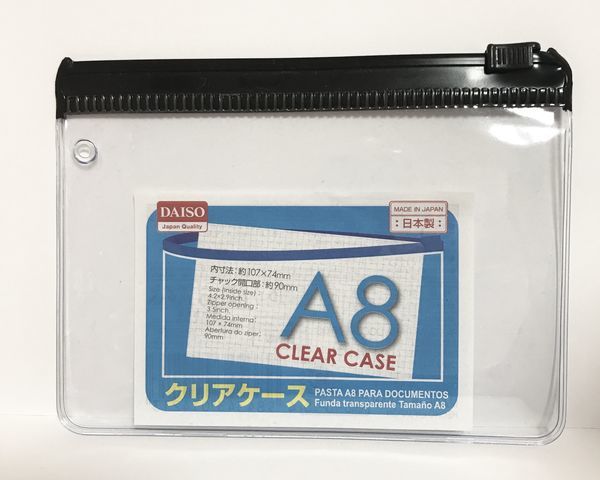 DAISO
Japan Quality
MADE IN JAPAN
:日本製:
内寸法:約107×74mm
チャック開口部:約90mm
Size (inside size) :
4.2×2.9inch.
Zipper opening :
3.5inch.
Medida interna:
107 × 74mm
Abertura do ziper:
90mm
A8
CLEAR CASE
クリアケース
PASTA A8 PARA DOCUMENTOS
Funda transparente Tamaño A8